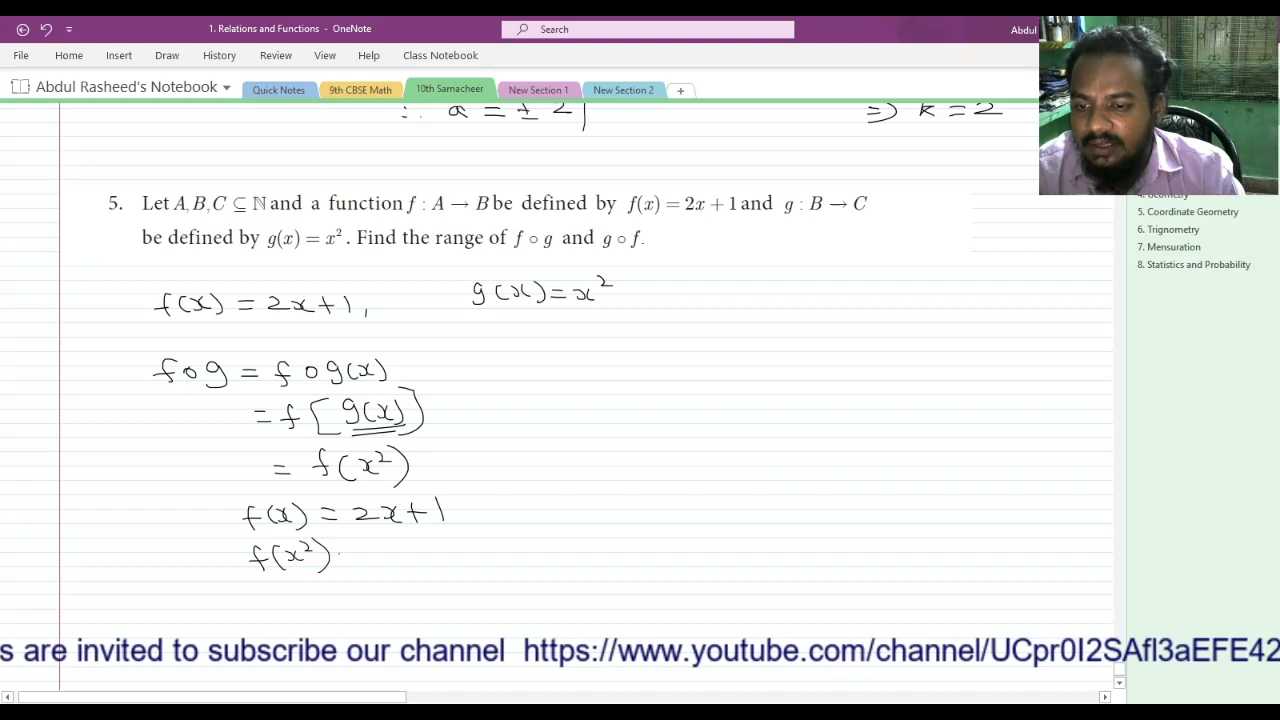 1. Relations and Functions - OneNote
Search
Abdul
File Home Insert Draw History Review View Help Class Notebook
Abdul Rasheed's Notebook
Quick Notes 9th CBSE Math 10th Samacheer New Section 1 New Section 2 +
∴ a = ± 2
⇒ k = 2
5. Coordinate Geometry
6. Trignometry
7. Mensuration
8. Statistics and Probability
5. Let A, B, C ⊆ ℕ and a function f : A → B be defined by f(x) = 2x + 1 and g : B → C
be defined by g(x) = x². Find the range of f ∘ g and g ∘ f.
f(x) = 2x+1, g(x) = x²
fog = f o g(x)
= f [g(x)]
= f(x²)
f(x) = 2x+1
f(x²)
s are invited to subscribe our channel https://www.youtube.com/channel/UCpr0I2SAfl3aEFE42